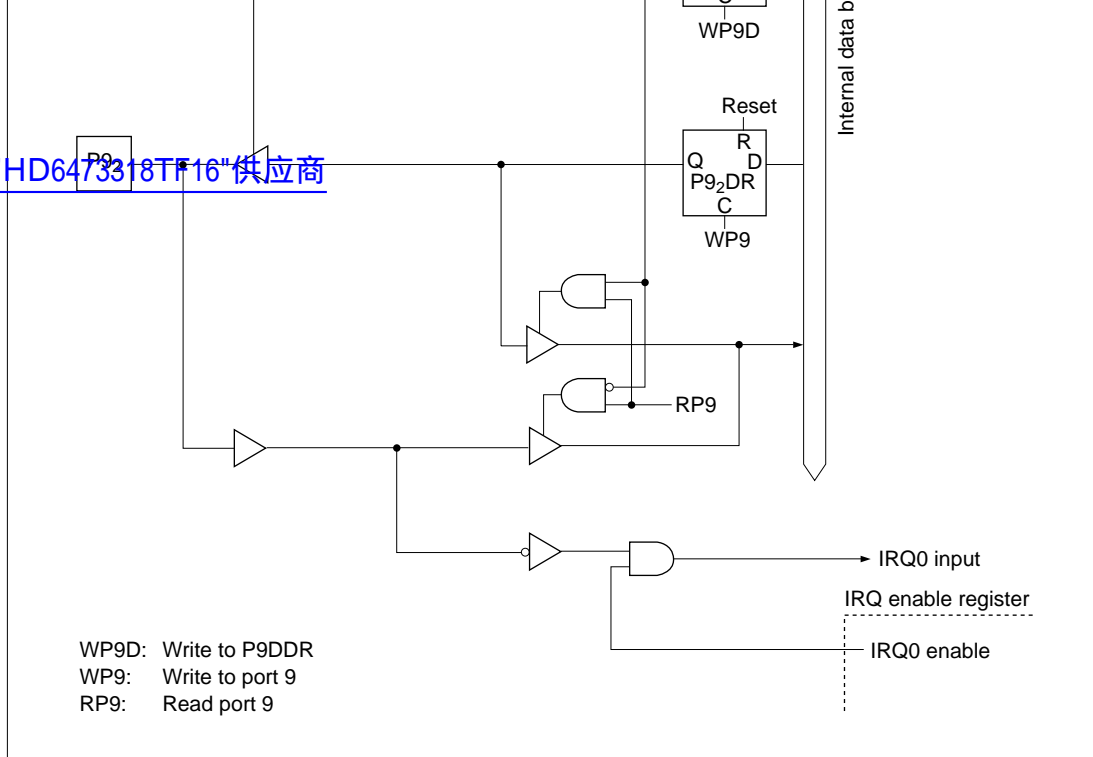 C
WP9D
Internal data b
Reset
R
Q D
P9₂DR
C
WP9
P9₂
HD6473318TF16"供应商
RP9
IRQ0 input
IRQ enable register
IRQ0 enable
WP9D: Write to P9DDR
WP9: Write to port 9
RP9: Read port 9